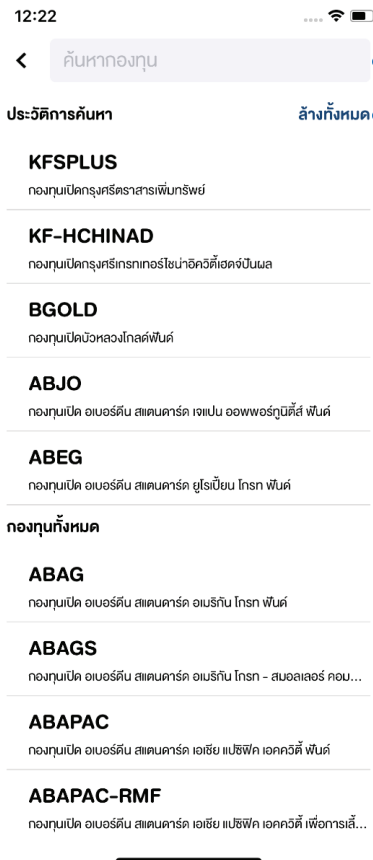 12:22
ค้นหากองทุน
ประวัติการค้นหา ล้างทั้งหมด
KFSPLUS
กองทุนเปิดกรุงศรีตราสารเพิ่มทรัพย์
KF-HCHINAD
กองทุนเปิดกรุงศรีเกรทเทอร์ไชน่าอิควิตี้เฮดจ์ปันผล
BGOLD
กองทุนเปิดบัวหลวงโกลด์ฟันด์
ABJO
กองทุนเปิด อเบอร์ดีน สแตนดาร์ด เจแปน ออพพอร์ทูนิตี้ส์ ฟันด์
ABEG
กองทุนเปิด อเบอร์ดีน สแตนดาร์ด ยูโรเปี้ยน โกรท ฟันด์
กองทุนทั้งหมด
ABAG
กองทุนเปิด อเบอร์ดีน สแตนดาร์ด อเมริกัน โกรท ฟันด์
ABAGS
กองทุนเปิด อเบอร์ดีน สแตนดาร์ด อเมริกัน โกรท - สมอลเลอร์ คอม...
ABAPAC
กองทุนเปิด อเบอร์ดีน สแตนดาร์ด เอเชีย แปซิฟิค เอคควิตี้ ฟันด์
ABAPAC-RMF
กองทุนเปิด อเบอร์ดีน สแตนดาร์ด เอเชีย แปซิฟิค เอคควิตี้ เพื่อการเลี้...